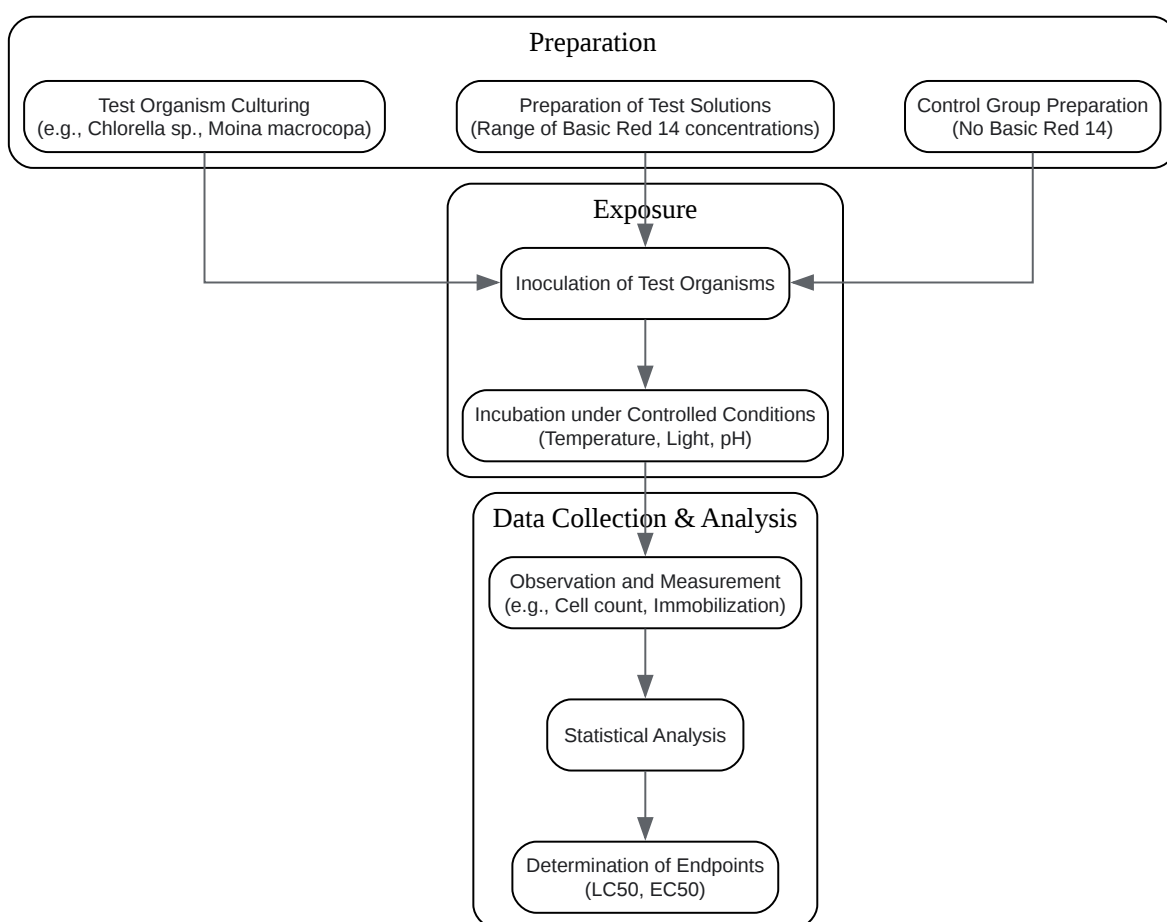 Preparation
Test Organism Culturing
(e.g., Chlorella sp., Moina macrocopa)
Preparation of Test Solutions
(Range of Basic Red 14 concentrations)
Control Group Preparation
(No Basic Red 14)
Exposure
Inoculation of Test Organisms
Incubation under Controlled Conditions
(Temperature, Light, pH)
Data Collection & Analysis
Observation and Measurement
(e.g., Cell count, Immobilization)
Statistical Analysis
Determination of Endpoints
(LC50, EC50)